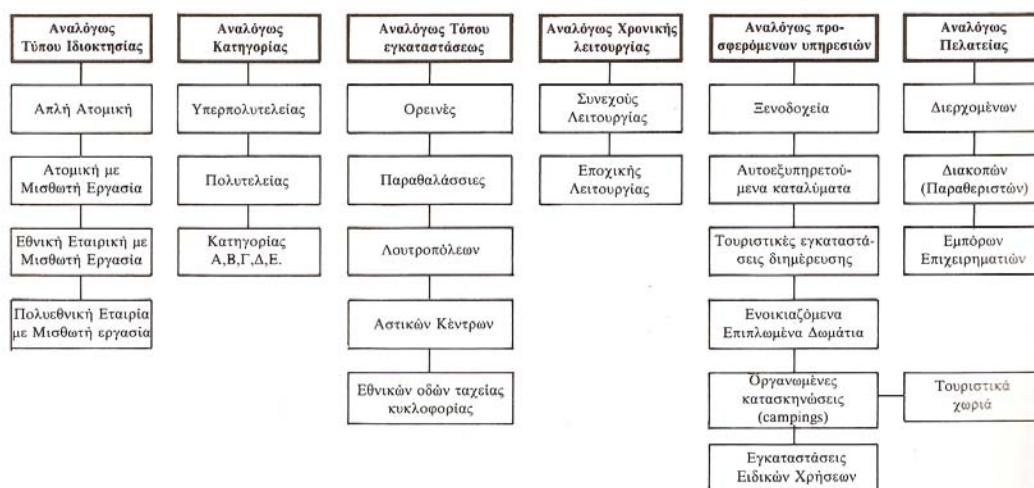 Αναλόγως
Τύπου Ιδιοκτησίας
Απλή Ατομική
Ατομική με
Μισθωτή Εργασία
Εθνική Εταιρική με
Μισθωτή Εργασία
Πολυεθνική Εταιρία
με Μισθωτή εργασία
Αναλόγως
Κατηγορίας
Υπερπολυτελείας
Πολυτελείας
Κατηγορίας
Α,Β,Γ,Δ,Ε.
Αναλόγως Τόπου
εγκαταστάσεως
Ορεινές
Παραθαλάσσιες
Λουτροπόλεων
Αστικών Κέντρων
Εθνικών οδών ταχείας
κυκλοφορίας
Αναλόγως Χρονικής
λειτουργίας
Συνεχούς
Λειτουργίας
Εποχικής
Λειτουργίας
Αναλόγως προ-
σφερόμενων υπηρεσιών
Ξενοδοχεία
Αυτοεξυπηρετού-
μενα καταλύματα
Τουριστικές εγκαταστά-
σεις διημέρευσης
Ενοικιαζόμενα
Επιπλωμένα Δωμάτια
Οργανωμένες
κατασκηνώσεις
(campings)
Εγκαταστάσεις
Ειδικών Χρήσεων
Αναλόγως
Πελατείας
Διερχομένων
Διακοπών
(Παραθεριστών)
Εμπόρων
Επιχειρηματιών
Τουριστικά
χωριά